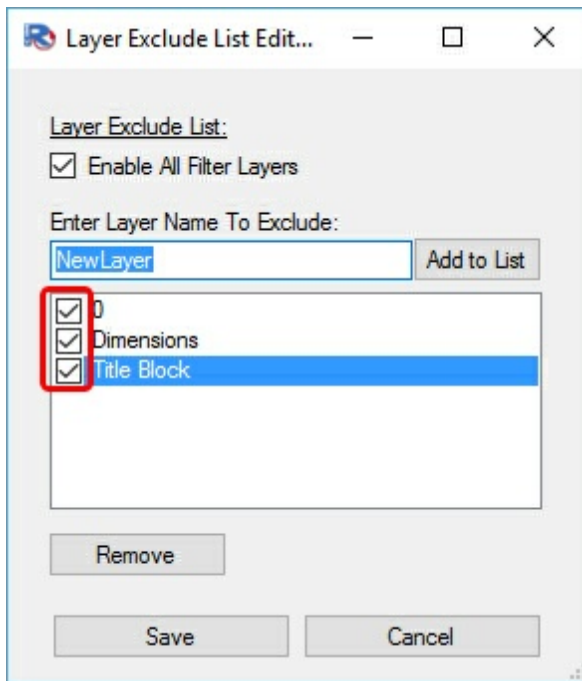 Layer Exclude List Edit...
Layer Exclude List:
Enable All Filter Layers
Enter Layer Name To Exclude:
NewLayer Add to List
0
Dimensions
Title Block
Remove
Save Cancel